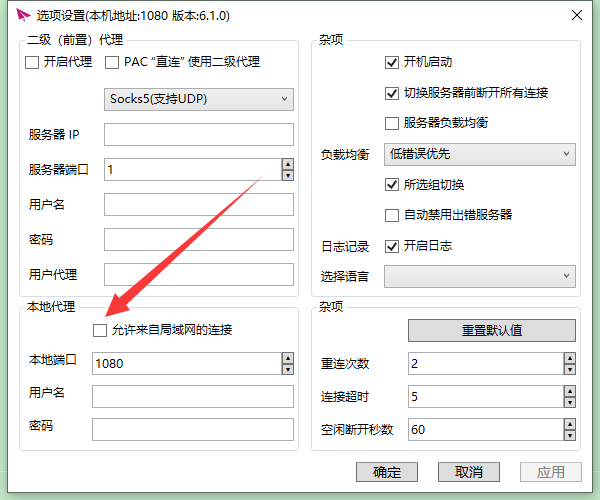 选项设置(本机地址:1080 版本:6.1.0)
二级（前置）代理
开启代理
PAC “直连” 使用二级代理
Socks5(支持UDP)
服务器 IP
服务器端口
1
用户名
密码
用户代理
本地代理
允许来自局域网的连接
本地端口
1080
用户名
密码
杂项
开机启动
切换服务器前断开所有连接
服务器负载均衡
负载均衡
低错误优先
所选组切换
自动禁用出错服务器
日志记录
开启日志
选择语言
杂项
重置默认值
重连次数
2
连接超时
5
空闲断开秒数
60
确定
取消
应用